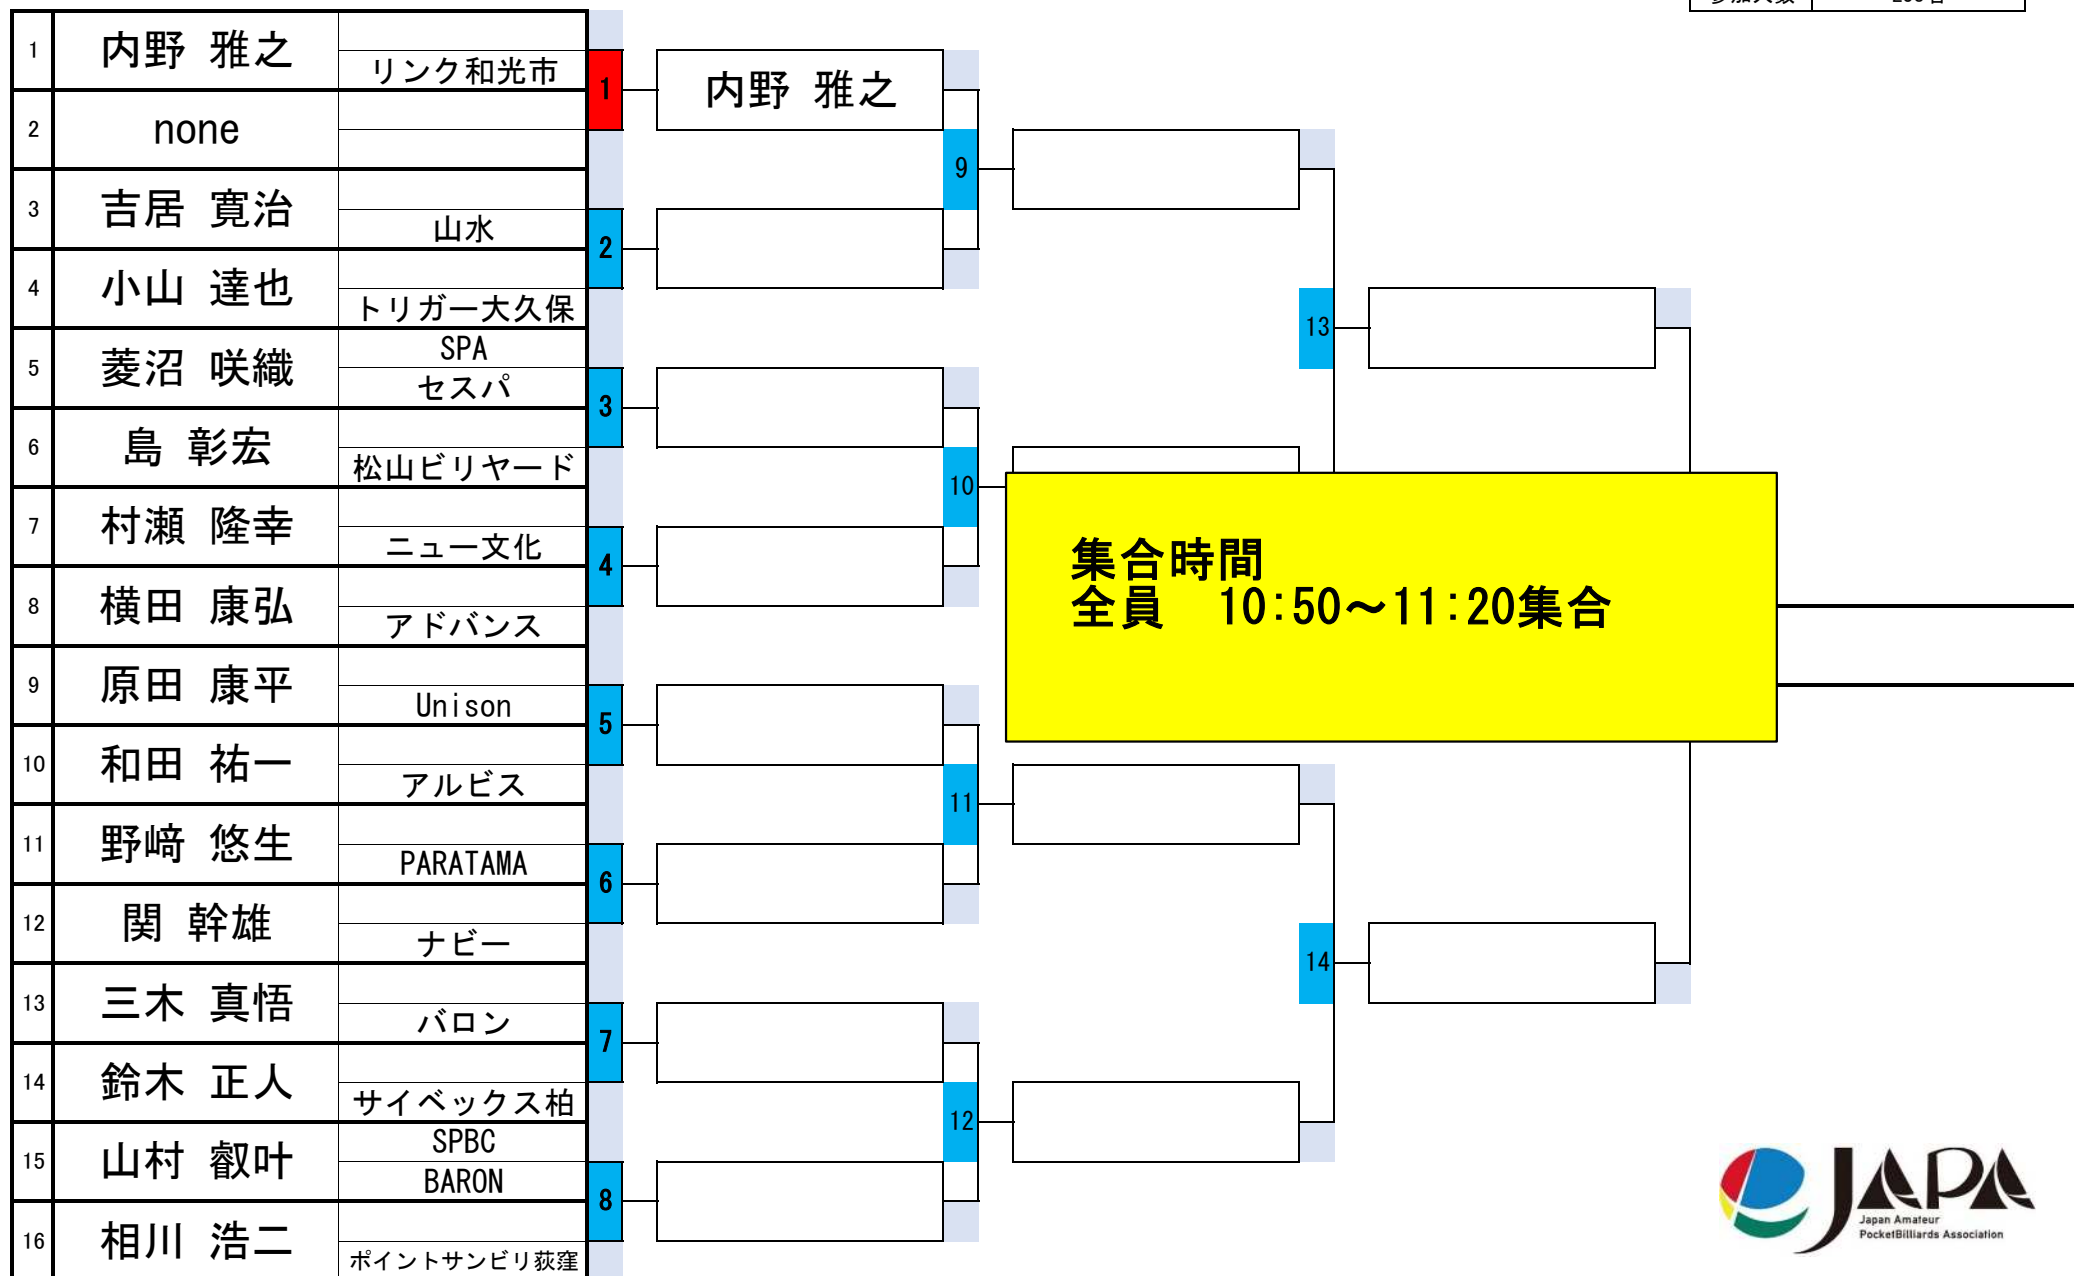 1 内野 雅之
リンク和光市
2 none
3 吉居 寛治
山水
4 小山 達也
トリガー大久保
5 菱沼 咲織
SPA
セスパ
6 島 彰宏
松山ビリヤード
7 村瀬 隆幸
ニュー文化
8 横田 康弘
アドバンス
9 原田 康平
Unison
10 和田 祐一
アルビス
11 野﨑 悠生
PARATAMA
12 関 幹雄
ナビー
13 三木 真悟
バロン
14 鈴木 正人
サイベックス柏
15 山村 叡叶
SPBC
BARON
16 相川 浩二
ポイントサンビリ荻窪
1
2
3
4
5
6
7
8
内野 雅之
9
10
11
12
13
14
集合時間
全員 10:50～11:20集合
JAPA
Japan Amateur
PocketBilliards Association